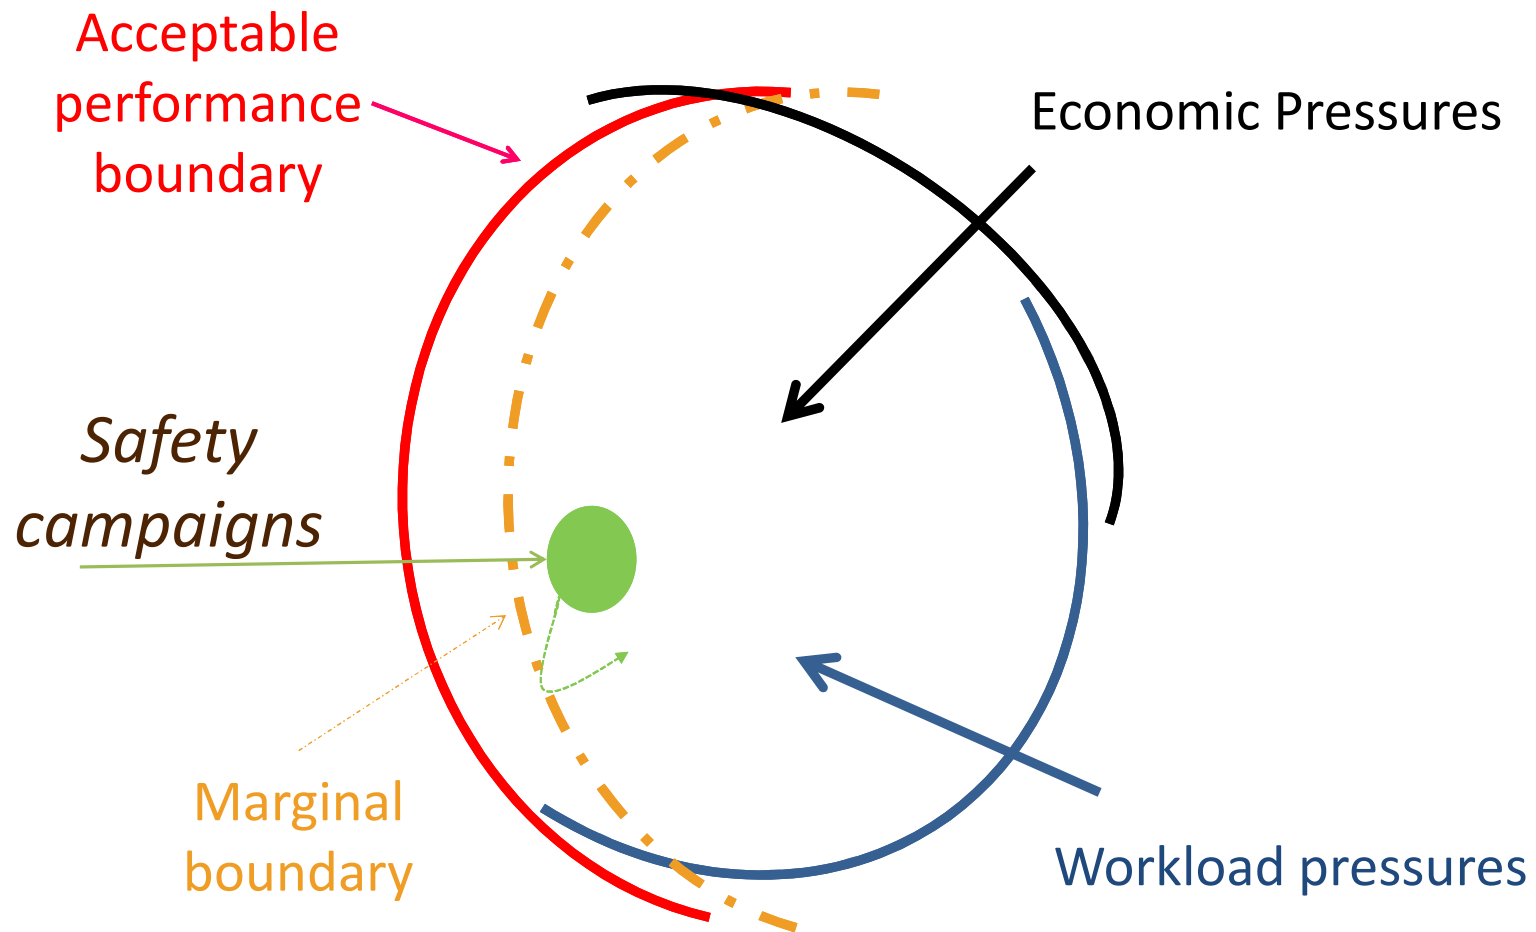 Acceptable
performance
boundary
Economic Pressures
Safety
campaigns
Marginal
boundary
Workload pressures